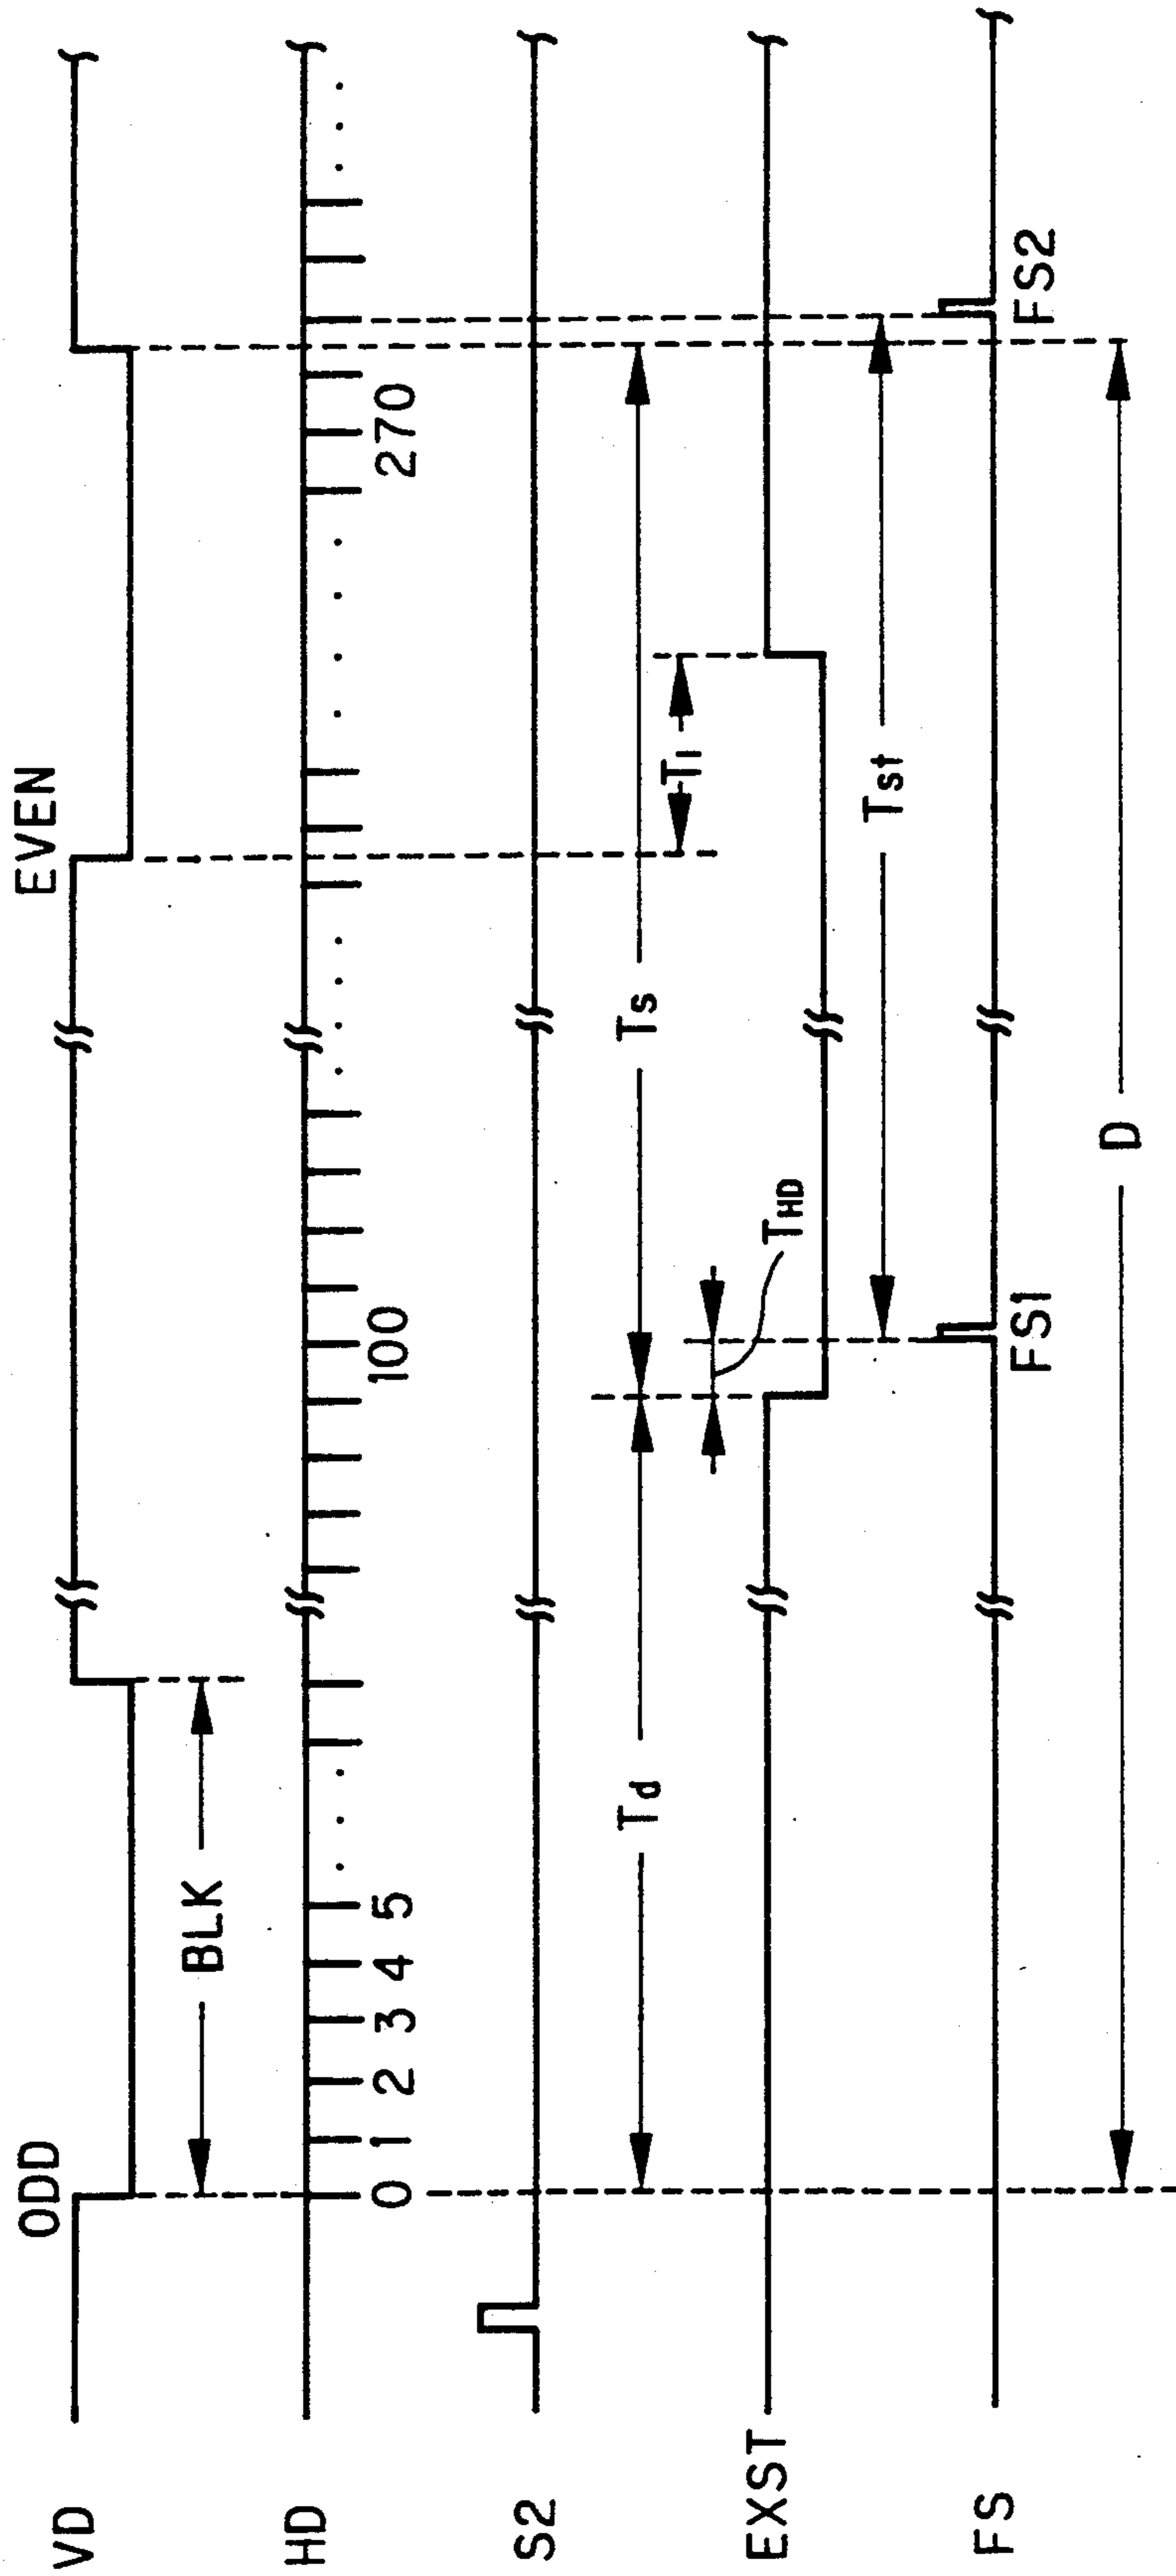 ODD EVEN
VD
BLK
HD
0 1 2 3 4 5 100 270
S2
Td Ts
T1
THD
EXST
Tst
FS
FS1 FS2
D